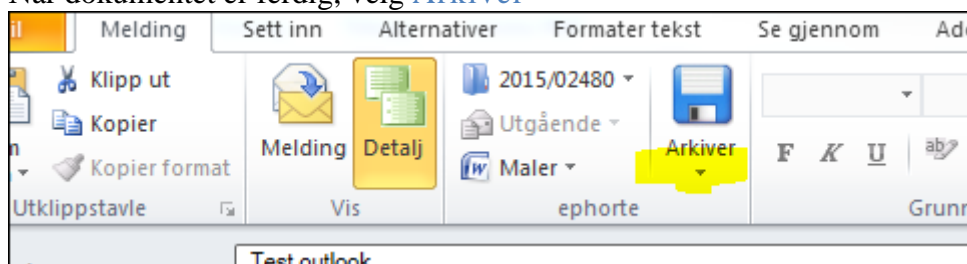 Når dokumentet er ferdig, velg Arkiver
Melding Sett inn Alternativer Formater tekst Se gjennom
Klipp ut
Kopier
Kopier format
Melding Detalj
2015/02480
Utgående
Maler
Arkiver
F K U ab
Utklippstavle Vis ephorte
Test outlook